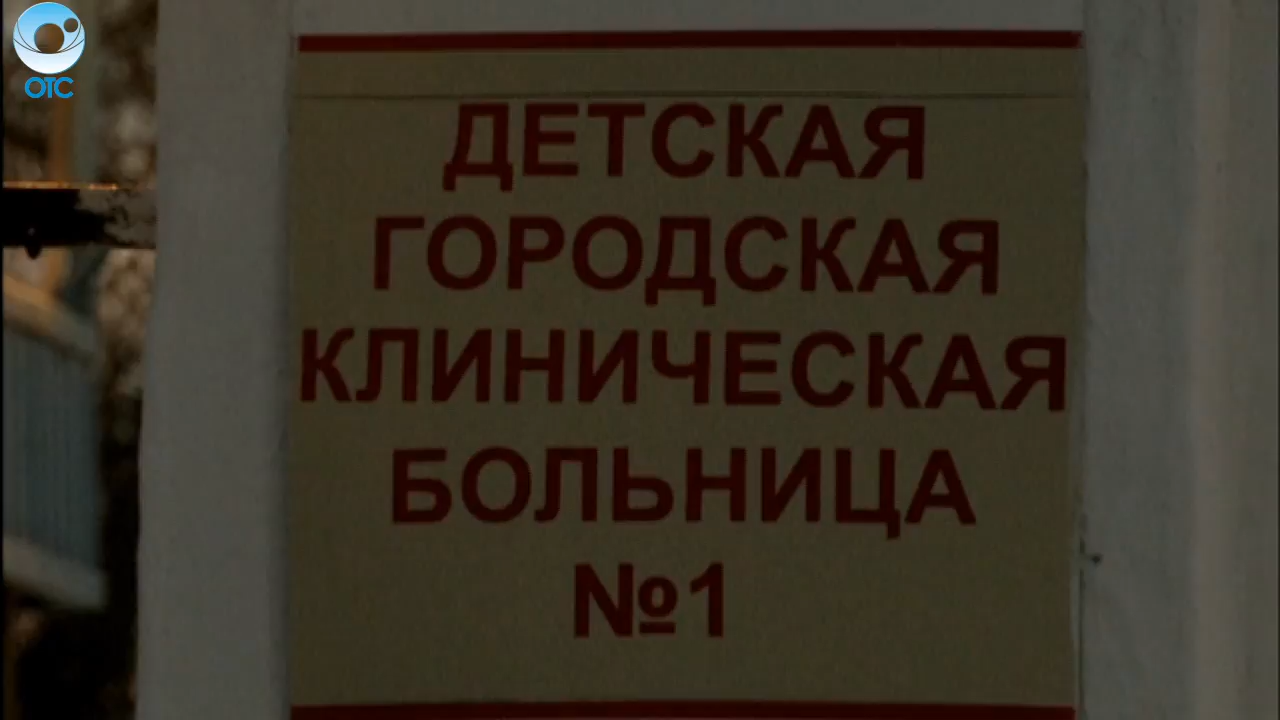 ОТС
ДЕТСКАЯ
ГОРОДСКАЯ
КЛИНИЧЕСКАЯ
БОЛЬНИЦА
№1